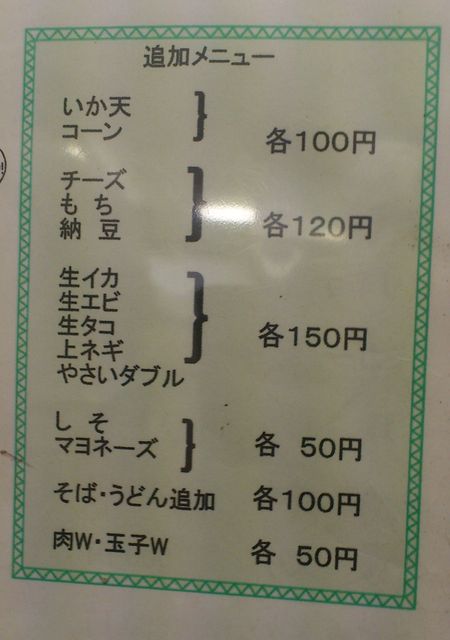 追加メニュー
いか天
コーン
各100円
チーズ
もち
納豆
各120円
生イカ
生エビ
生タコ
上ネギ
やさいダブル
各150円
しそ
マヨネーズ
各 50円
そば・うどん追加 各100円
肉W・玉子W 各 50円